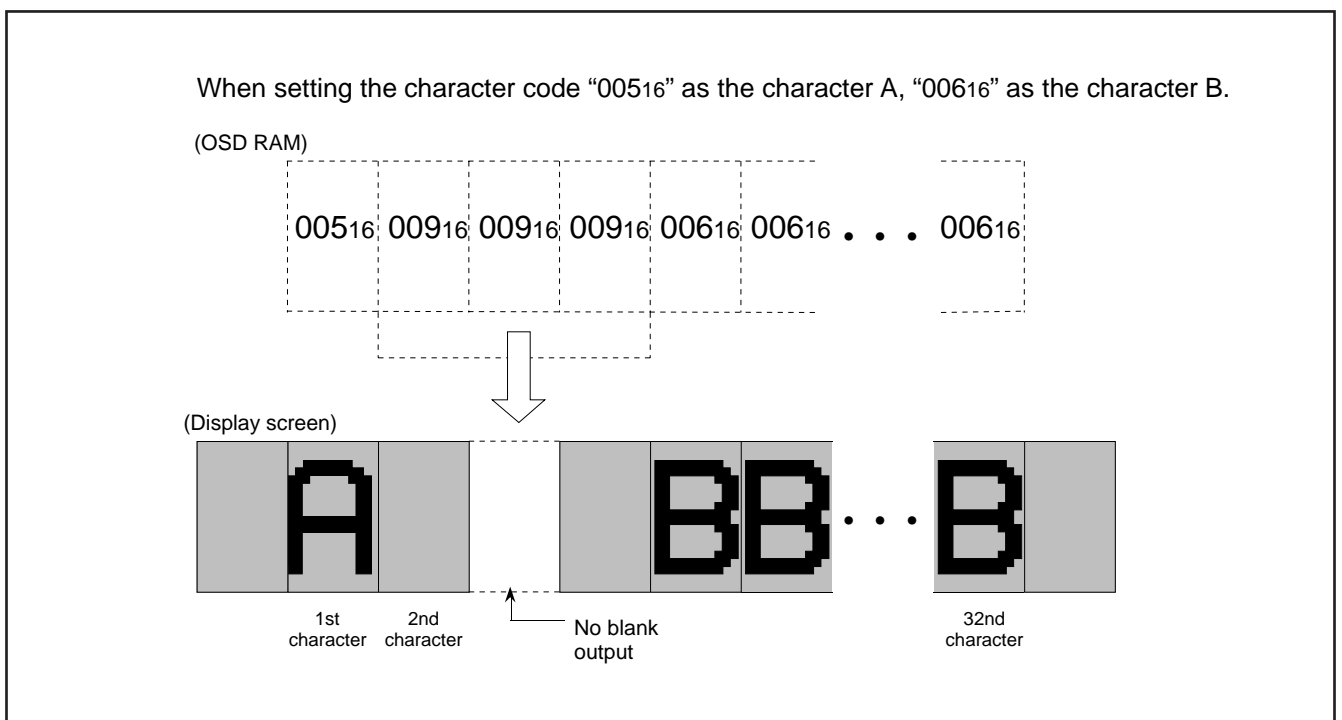 When setting the character code “00516” as the character A, “00616” as the character B.
(OSD RAM)
00516 00916 00916 00916 00616 00616 . . . 00616
(Display screen)
A B B . . . B
1st character
2nd character
No blank output
32nd character